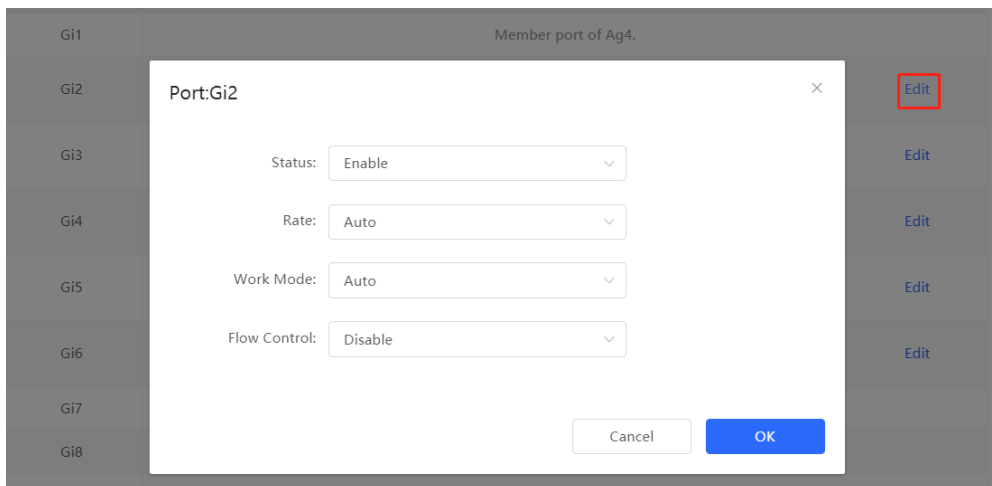 Gi1 Member port of Ag4.
Gi2 Edit
Port:Gi2
Status: Enable
Gi3 Edit
Rate: Auto
Gi4 Edit
Work Mode: Auto
Gi5 Edit
Flow Control: Disable
Gi6 Edit
Gi7
Cancel OK
Gi8